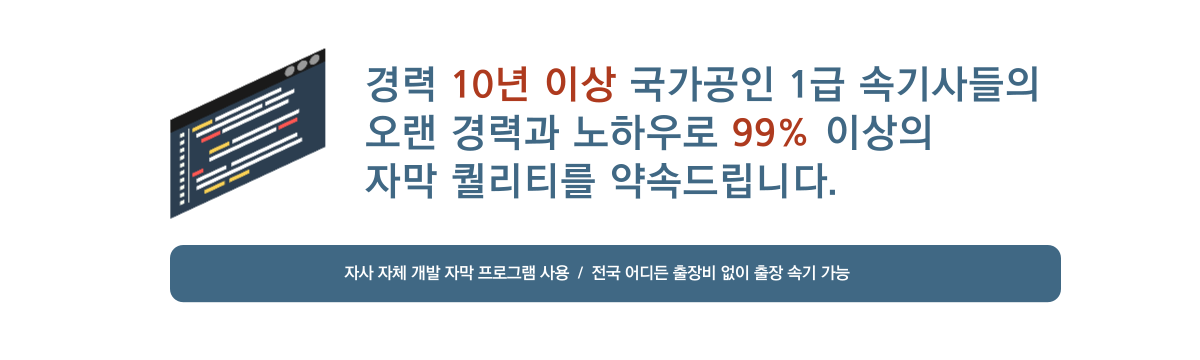 경력 10년 이상 국가공인 1급 속기사들의
오랜 경력과 노하우로 99% 이상의
자막 퀄리티를 약속드립니다.
자사 자체 개발 자막 프로그램 사용 / 전국 어디든 출장비 없이 출장 속기 가능